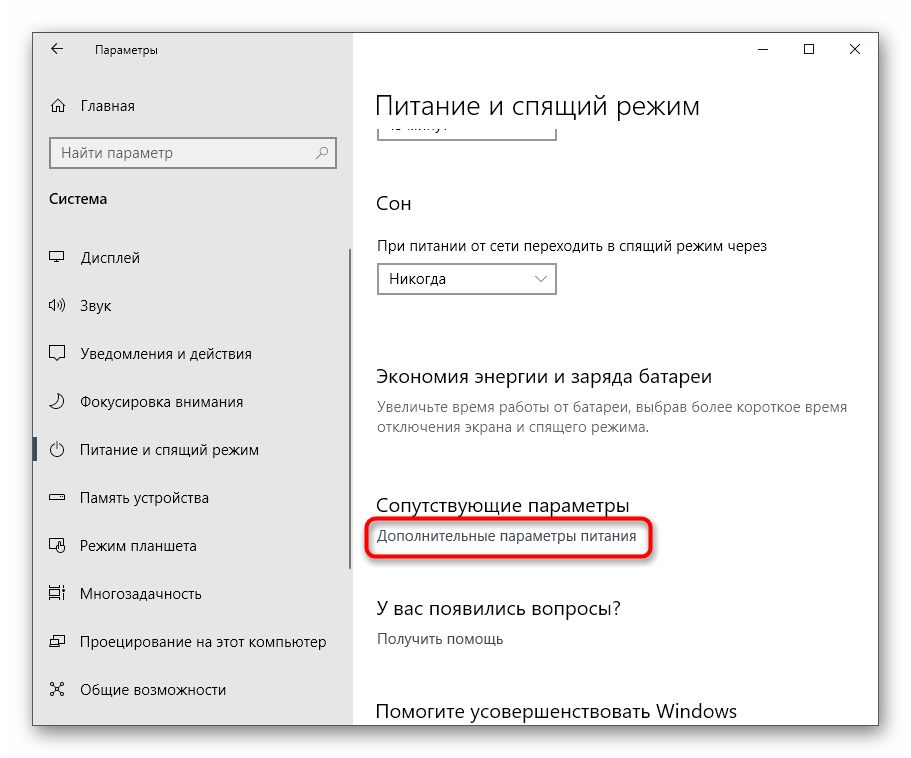 Параметры
Главная
Найти параметр
Система
Дисплей
Звук
Уведомления и действия
Фокусировка внимания
Питание и спящий режим
Память устройства
Режим планшета
Многозадачность
Проецирование на этот компьютер
Общие возможности
Питание и спящий режим
Сон
При питании от сети переходить в спящий режим через
Никогда
Экономия энергии и заряда батареи
Увеличьте время работы от батареи, выбрав более короткое время
отключения экрана и спящего режима.
Сопутствующие параметры
Дополнительные параметры питания
У вас появились вопросы?
Получить помощь
Помогите усовершенствовать Windows